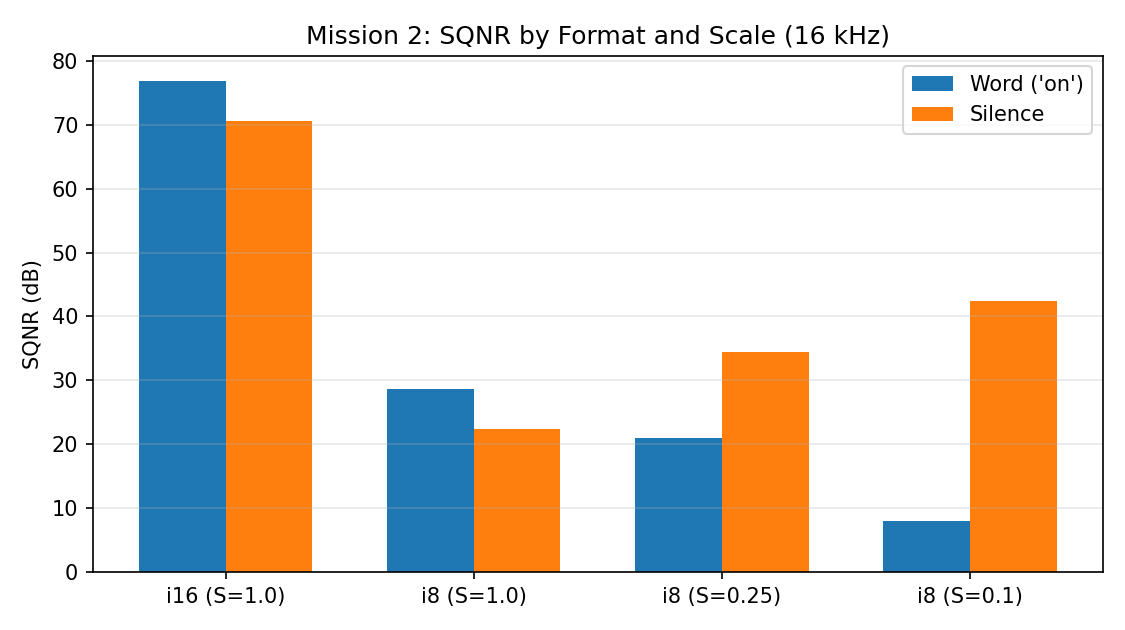 Mission 2: SQNR by Format and Scale (16 kHz)
Word ('on')
Silence
SQNR (dB)
80
70
60
50
40
30
20
10
0
i16 (S=1.0)
i8 (S=1.0)
i8 (S=0.25)
i8 (S=0.1)